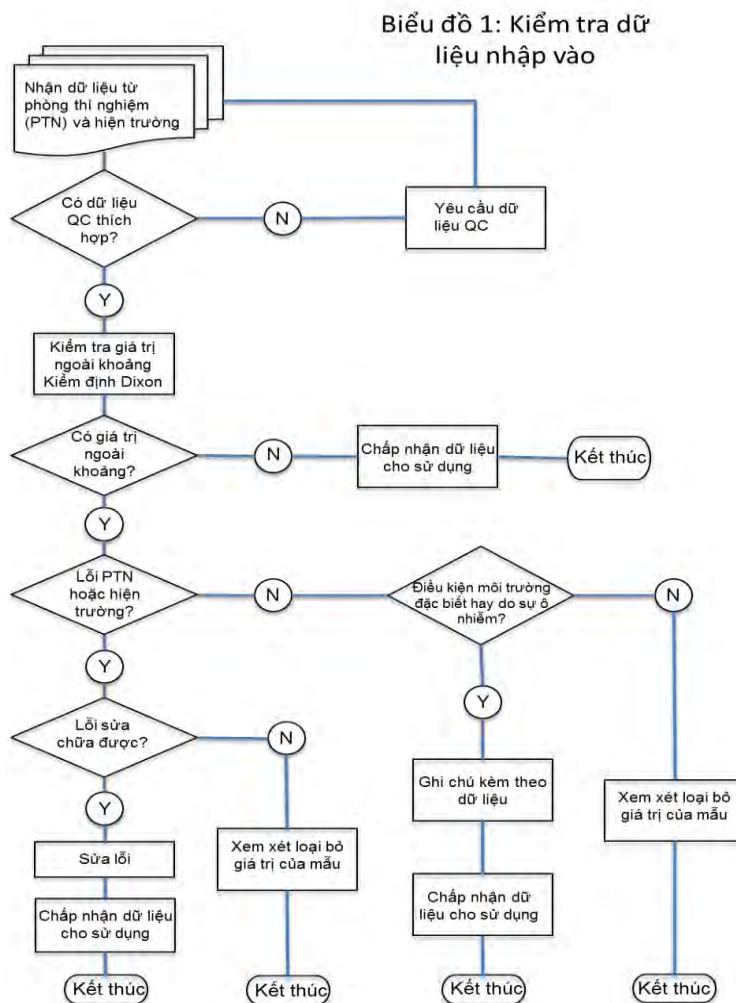 Biểu đồ 1: Kiểm tra dữ
liệu nhập vào
Nhận dữ liệu từ
phòng thí nghiệm
(PTN) và hiện trường
Có dữ liệu
QC thích
hợp?
N
Yêu cầu dữ
liệu QC
Y
Kiểm tra giá trị
ngoài khoảng
Kiểm định Dixon
Có giá trị
ngoài
khoảng?
N
Chấp nhận dữ liệu
cho sử dụng
Kết thúc
Y
Lỗi PTN
hoặc hiện
trường?
N
Điều kiện môi trường
đặc biết hay do sự ô
nhiễm?
N
Y
Y
Lỗi sửa
chữa được?
N
Ghi chú kèm theo
dữ liệu
Xem xét loại bỏ
giá trị của mẫu
Y
Sửa lỗi
Xem xét loại bỏ
giá trị của mẫu
Chấp nhận dữ liệu
cho sử dụng
Chấp nhận dữ
liệu cho sử dụng
Kết thúc
Kết thúc
Kết thúc
Kết thúc